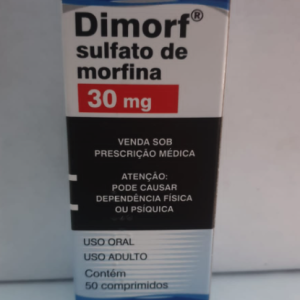 Dimorf®
sulfato de
morfina
30 mg
VENDA SOB
PRESCRIÇÃO MÉDICA
ATENÇÃO:
PODE CAUSAR
DEPENDÊNCIA FÍSICA
OU PSÍQUICA
USO ORAL
USO ADULTO
Contém
50 comprimidos